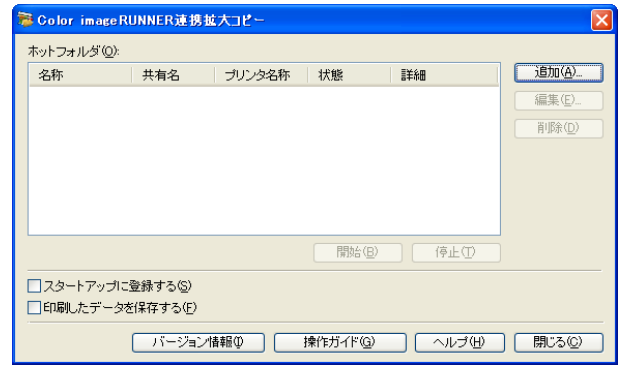 Color imageRUNNER連携拡大コピー
ホットフォルダ(O):
名称 共有名 プリンタ名称 状態 詳細
追加(A)...
編集(E)...
削除(D)
開始(B) 停止(T)
スタートアップに登録する(S)
印刷したデータを保存する(F)
バージョン情報(I) 操作ガイド(G) ヘルプ(H) 閉じる(C)